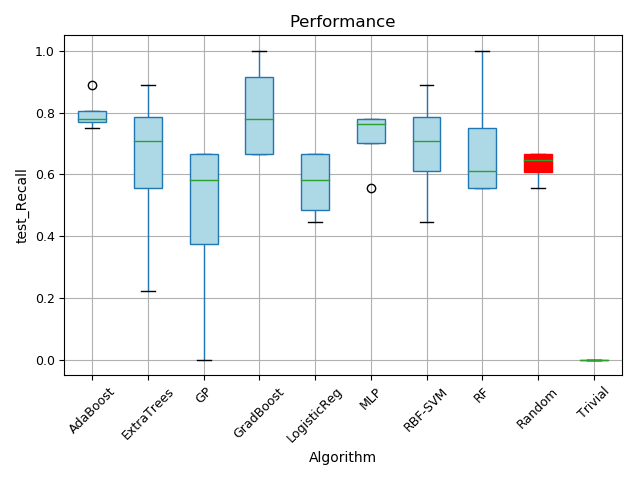 Performance
test_Recall
1.0
0.8
0.6
0.4
0.2
0.0
AdaBoost
ExtraTrees
GP
GradBoost
LogisticReg
MLP
RBF-SVM
RF
Random
Trivial
Algorithm